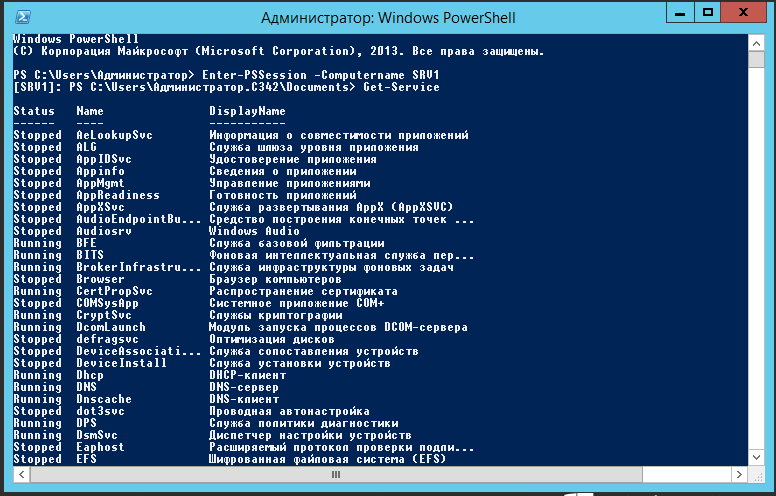 Администратор: Windows PowerShell
Windows PowerShell
(C) Корпорация Майкрософт (Microsoft Corporation), 2013. Все права защищены.
PS C:\Users\Администратор> Enter-PSSession -Computername SRV1
[SRV1]: PS C:\Users\Администратор.C342\Documents> Get-Service
Status Name DisplayName
------ ---- -----------
Stopped AeLookupSvc Информация о совместимости приложений
Stopped ALG Служба шлюза уровня приложения
Stopped AppIDSvc Удостоверение приложения
Stopped Appinfo Сведения о приложении
Stopped AppMgmt Управление приложениями
Stopped AppReadiness Готовность приложений
Stopped AppXSvc Служба развертывания AppX (AppXSVC)
Stopped AudioEndpointBu... Средство построения конечных точек ...
Stopped Audiosrv Windows Audio
Running BFE Служба базовой фильтрации
Running BITS Фоновая интеллектуальная служба пер...
Running BrokerInfrastru... Служба инфраструктуры фоновых задач
Stopped Browser Браузер компьютеров
Running CertPropSvc Распространение сертификата
Stopped COMSysApp Системное приложение COM+
Running CryptSvc Службы криптографии
Running DcomLaunch Модуль запуска процессов DCOM-сервера
Stopped defragsvc Оптимизация дисков
Stopped DeviceAssociati... Служба сопоставления устройств
Stopped DeviceInstall Служба установки устройств
Running Dhcp DHCP-клиент
Running DNS DNS-сервер
Running Dnscache DNS-клиент
Stopped dot3svc Проводная автонастройка
Running DPS Служба политики диагностики
Running DsmSvc Диспетчер настройки устройств
Stopped Eaphost Расширяемый протокол проверки подли...
Stopped EFS Шифрованная файловая система (EFS)